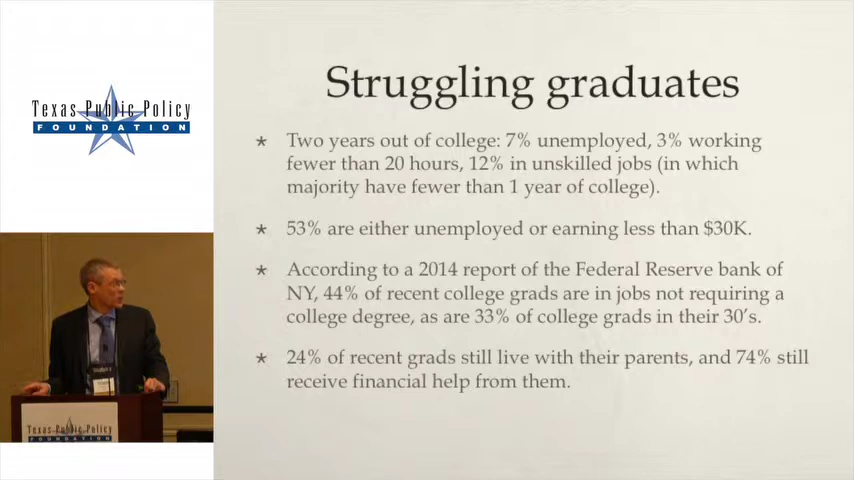 Texas Public Policy
FOUNDATION
Struggling graduates
* Two years out of college: 7% unemployed, 3% working
fewer than 20 hours, 12% in unskilled jobs (in which
majority have fewer than 1 year of college).
* 53% are either unemployed or earning less than $30K.
* According to a 2014 report of the Federal Reserve bank of
NY, 44% of recent college grads are in jobs not requiring a
college degree, as are 33% of college grads in their 30's.
* 24% of recent grads still live with their parents, and 74% still
receive financial help from them.
Texas Public Policy
FOUNDATION